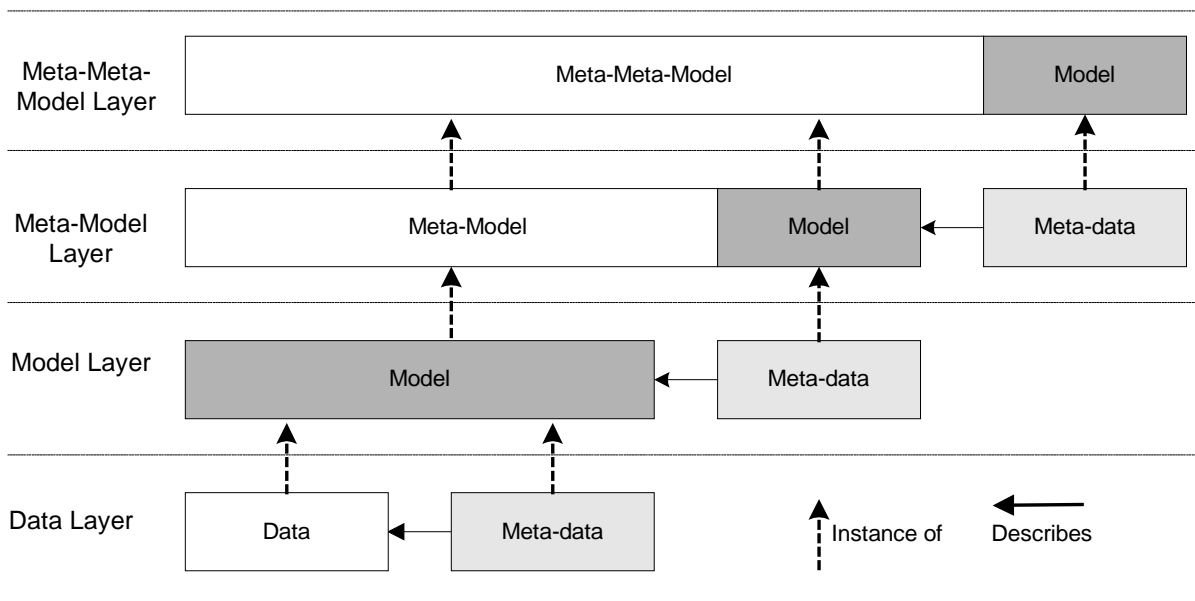 Meta-Meta-
Model Layer
Meta-Meta-Model
Model
Meta-Model
Layer
Meta-Model
Model
Meta-data
Model Layer
Model
Meta-data
Data Layer
Data
Meta-data
Instance of
Describes